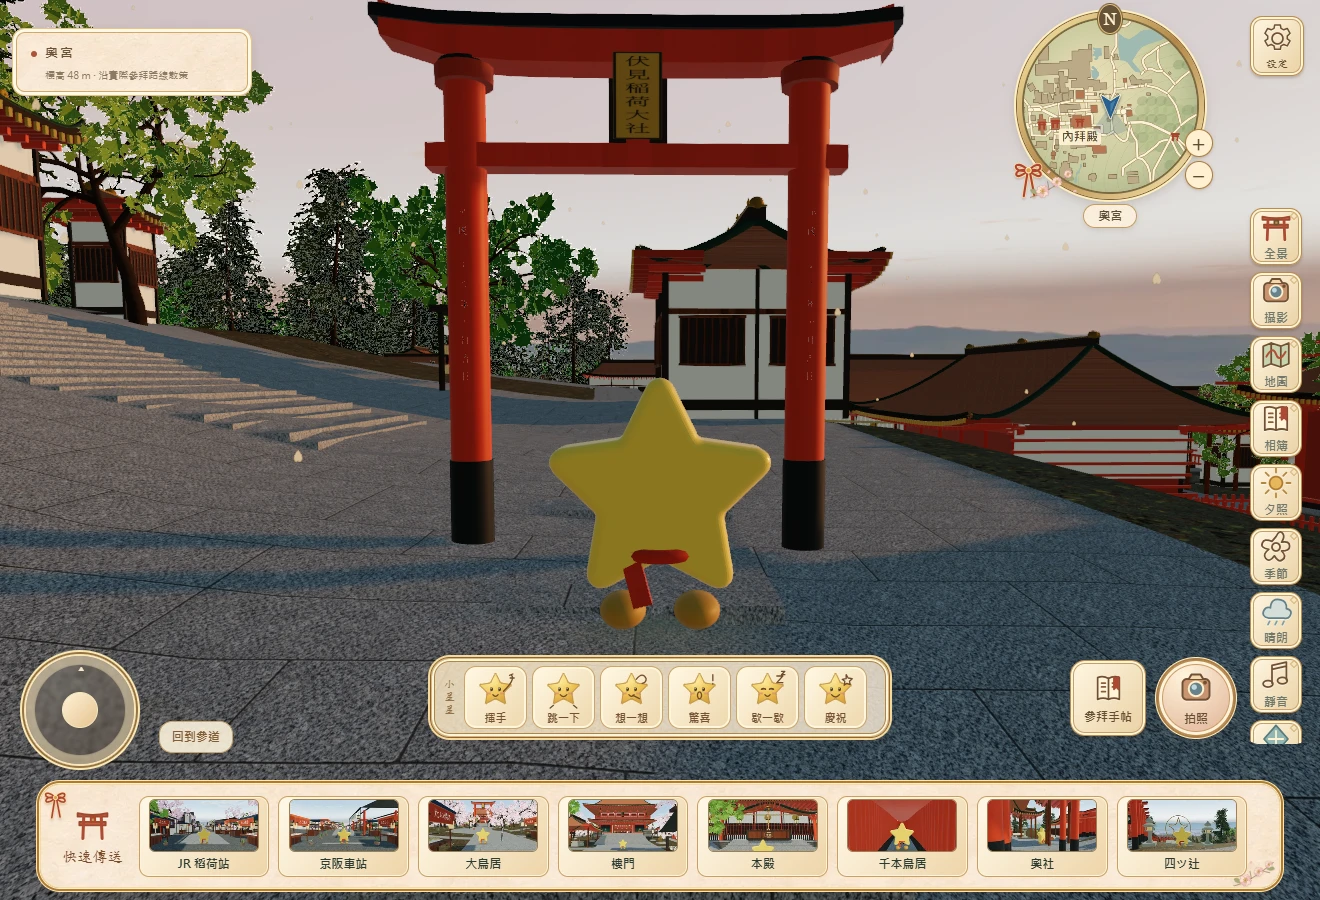 奧宮
標高 48 m · 沿實際參拜路線散策
伏見稲荷大社
N
內拜殿
+
−
奧宮
設定
全景
攝影
地圖
相簿
夕照
季節
晴朗
靜音
回到參道
小星星
揮手
跳一下
想一想
驚喜
歇一歇
慶祝
參拜手帖
拍照
快速傳送
JR 稻荷站
京阪車站
大鳥居
樓門
本殿
千本鳥居
奧社
四ツ辻